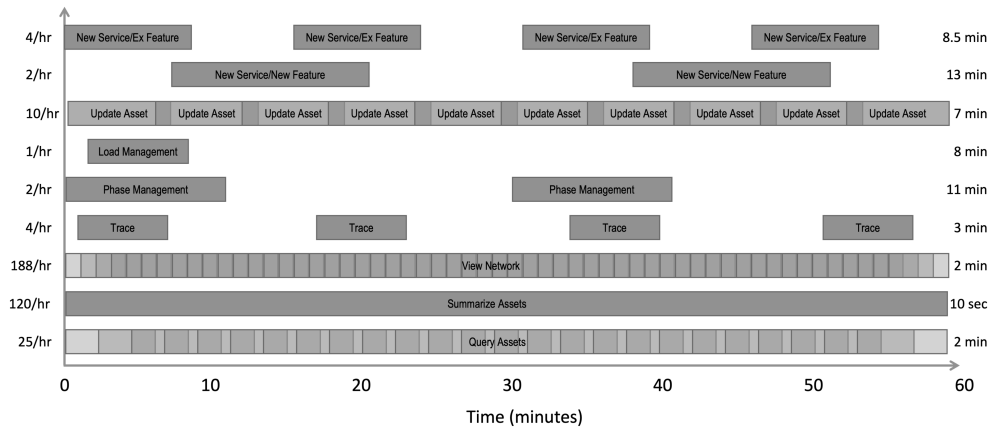 4/hr New Service/Ex Feature New Service/Ex Feature New Service/Ex Feature New Service/Ex Feature 8.5 min
2/hr New Service/New Feature New Service/New Feature 13 min
10/hr Update Asset Update Asset Update Asset Update Asset Update Asset Update Asset Update Asset Update Asset Update Asset Update Asset 7 min
1/hr Load Management 8 min
2/hr Phase Management Phase Management 11 min
4/hr Trace Trace Trace Trace 3 min
188/hr View Network 2 min
120/hr Summarize Assets 10 sec
25/hr Query Assets 2 min
0 10 20 30 40 50 60
Time (minutes)